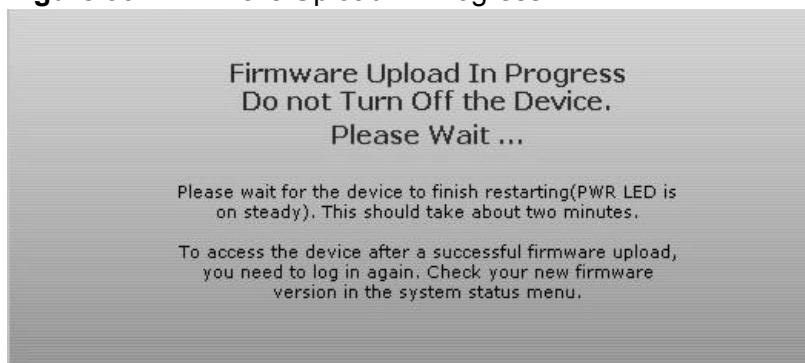 Firmware Upload In Progress
Do not Turn Off the Device.
Please Wait ...
Please wait for the device to finish restarting(PWR LED is
on steady). This should take about two minutes.
To access the device after a successful firmware upload,
you need to log in again. Check your new firmware
version in the system status menu.